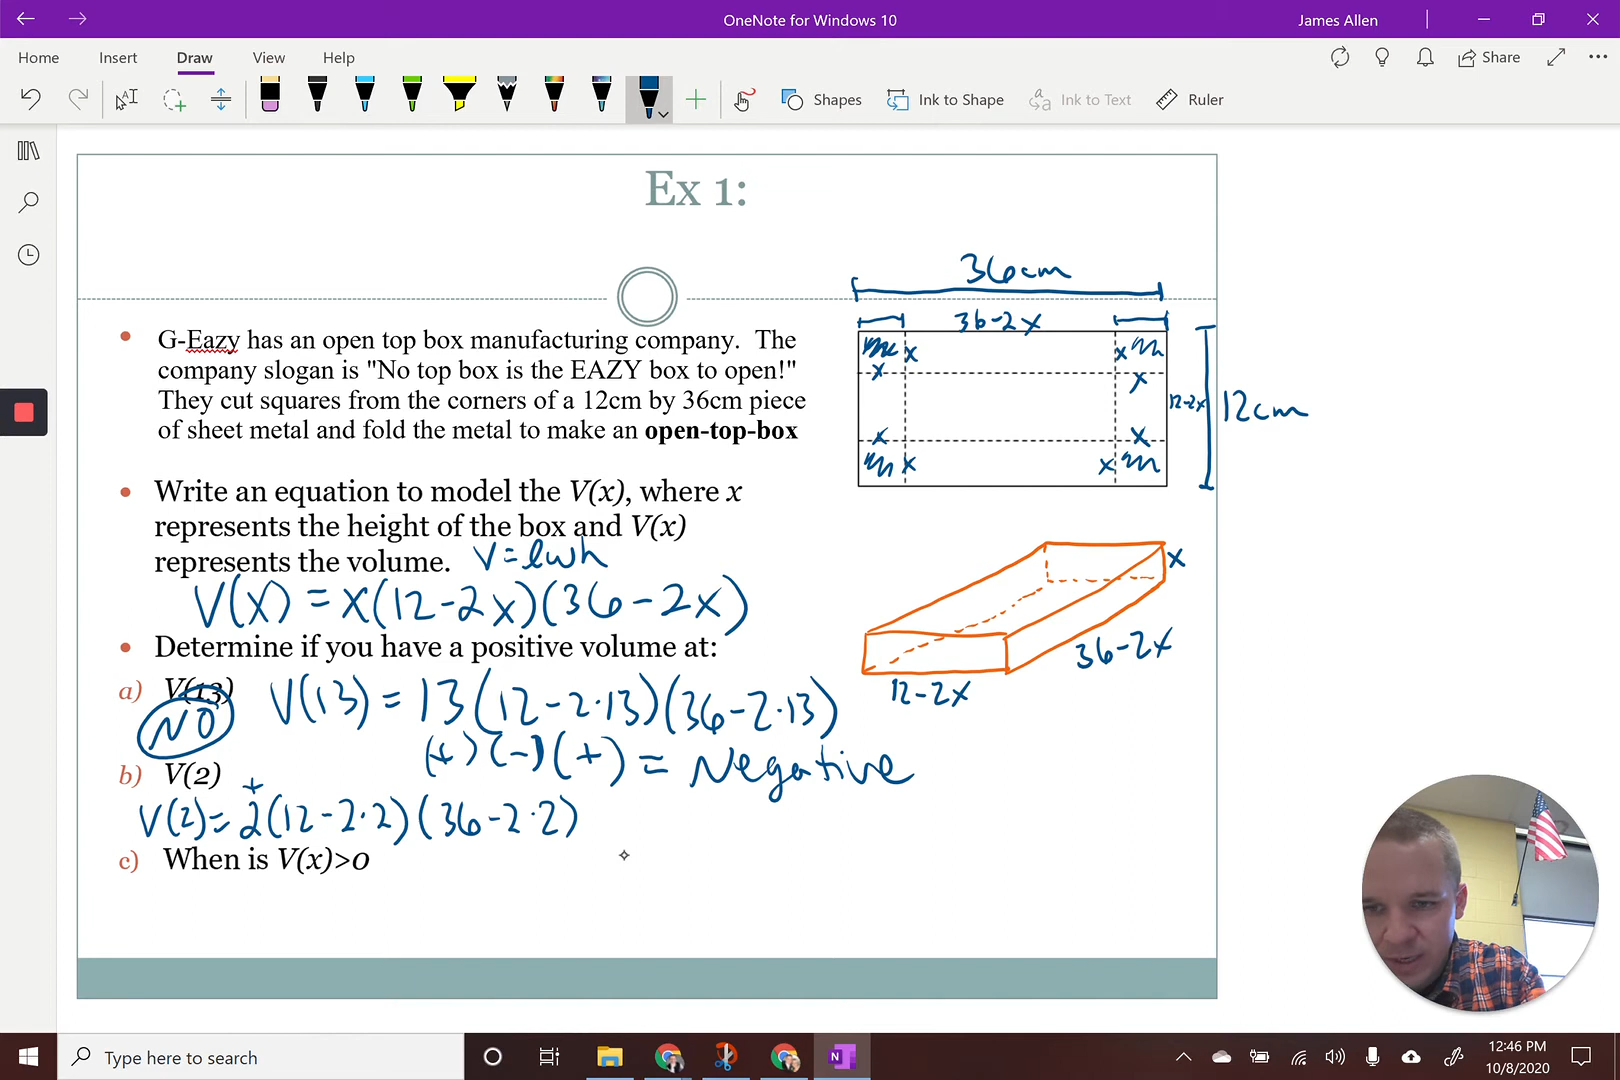 OneNote for Windows 10
James Allen
Home Insert Draw View Help
Share
Shapes Ink to Shape Ink to Text Ruler
Ex 1:
36cm
36-2x
x x
x x
12-2x 12cm
x x
x x
• G-Eazy has an open top box manufacturing company. The
company slogan is "No top box is the EAZY box to open!"
They cut squares from the corners of a 12cm by 36cm piece
of sheet metal and fold the metal to make an open-top-box
• Write an equation to model the V(x), where x
represents the height of the box and V(x)
represents the volume. V=lwh
V(x) = x(12-2x)(36-2x)
x
36-2x
12-2x
• Determine if you have a positive volume at:
a) V(13) V(13) = 13(12-2·13)(36-2·13)
NO
(+)(-)(+) = Negative
b) V(2)
+
V(2)= 2(12-2·2)(36-2·2)
c) When is V(x)>0
Type here to search
N
12:46 PM
10/8/2020